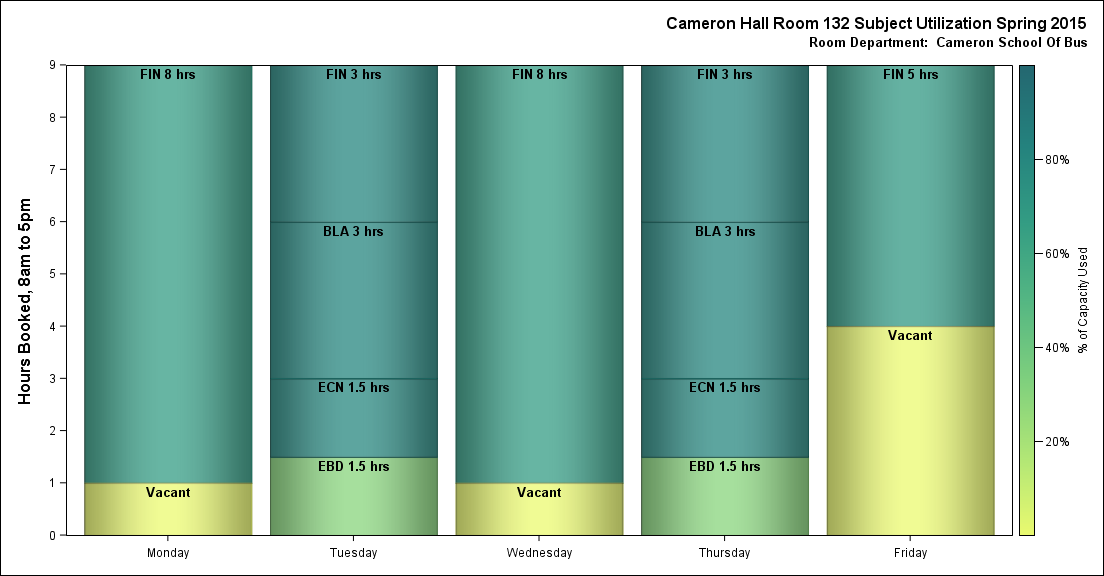 Cameron Hall Room 132 Subject Utilization Spring 2015
Room Department:  Cameron School Of Bus
Hours Booked, 8am to 5pm
9
8
7
6
5
4
3
2
1
0
FIN 8 hrs
Vacant
FIN 3 hrs
BLA 3 hrs
ECN 1.5 hrs
EBD 1.5 hrs
FIN 8 hrs
Vacant
FIN 3 hrs
BLA 3 hrs
ECN 1.5 hrs
EBD 1.5 hrs
FIN 5 hrs
Vacant
Monday
Tuesday
Wednesday
Thursday
Friday
80%
60%
40%
20%
% of Capacity Used